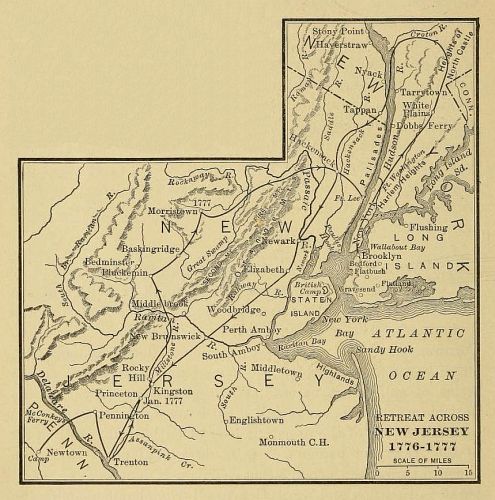 Stony Point
Haverstraw
Croton R.
Heights of
North Castle
NEW
Nyack
R.
Ramapo
Tarrytown
CONN.
White
Plains
Tappan
Saddle R.
Dobbs Ferry
Hackensack
Hackensack R.
Palisades
Hudson
Ft. Washington
Harlem Heights
Long Island
Sd.
Rockaway R.
Passaic
Ft. Lee
New York
YORK
1777
Morristown
NEW
Flushing
LONG
ISLAND
Wallabout Bay
Baskingridge
Great Swamp
Newark
R.
Brooklyn
Bedford
Flatbush
Bedminster
Pluckemin
Elizabeth
British
Camp
STATEN
ISLAND
Gravesend
Flatland
Middlebrook
Raritan
R.
Woodbridge
Perth Amboy
New York
Bay
ATLANTIC
OCEAN
New Brunswick
Millstone R.
South Amboy
Raritan Bay
Sandy Hook
Rocky
Hill
JERSEY
Middletown
Highlands
Delaware
R.
McConkeys
Ferry
Princeton
Kingston
Jan. 1777
South R.
PENN
Pennington
Englishtown
Camp
Newtown
Assanpink Cr.
Monmouth C.H.
Trenton
RETREAT ACROSS
NEW JERSEY
1776-1777
SCALE OF MILES
0 5 10 15